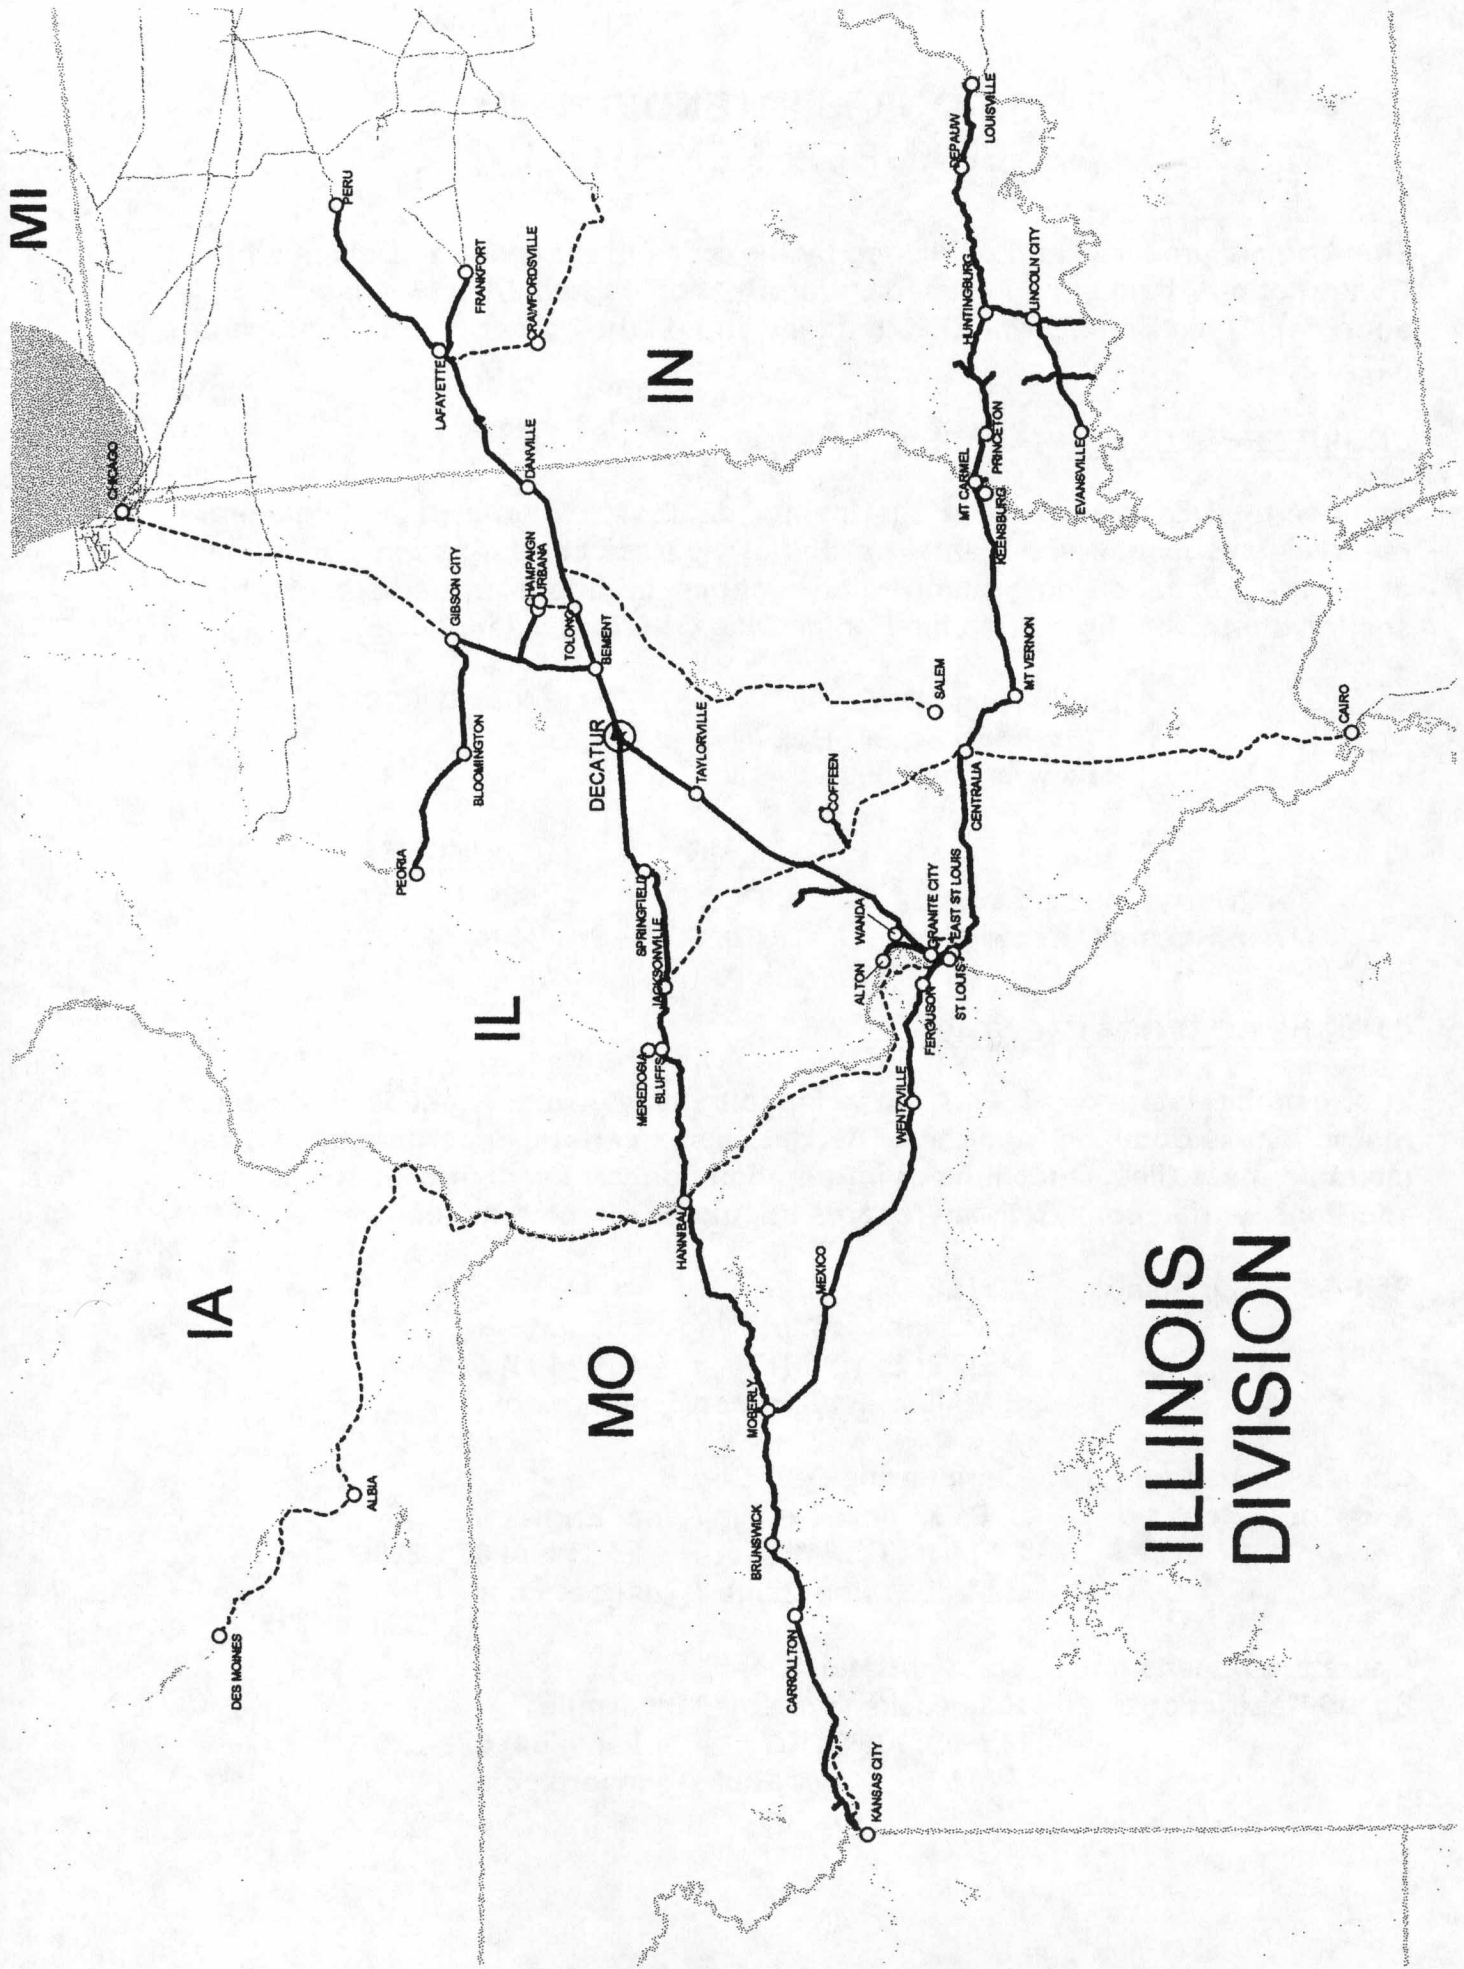 MI
IA
IL
IN
MO
CHICAGO
PERU
FRANKFORT
CRAWFORDSVILLE
LAFAYETTE
DANVILLE
GIBSON CITY
CHAMPAIGN
URBANA
TOLONO
BEMENT
BLOOMINGTON
PEORIA
DECATUR
TAYLORVILLE
SPRINGFIELD
JACKSONVILLE
MEREDOSIA
BLUFFS
HANNIBAL
DES MOINES
ALBIA
MOBERLY
BRUNSWICK
CARROLLTON
KANSAS CITY
MEXICO
WENTZVILLE
FERGUSON
ST LOUIS
ALTON
WANDA
GRANITE CITY
EAST ST LOUIS
COFFEEN
SALEM
CENTRALIA
MT VERNON
CAIRO
KEENSBURG
MT CARMEL
PRINCETON
EVANSVILLE
HUNTINGBURG
LINCOLN CITY
DEPAUW
LOUISVILLE
ILLINOIS
DIVISION